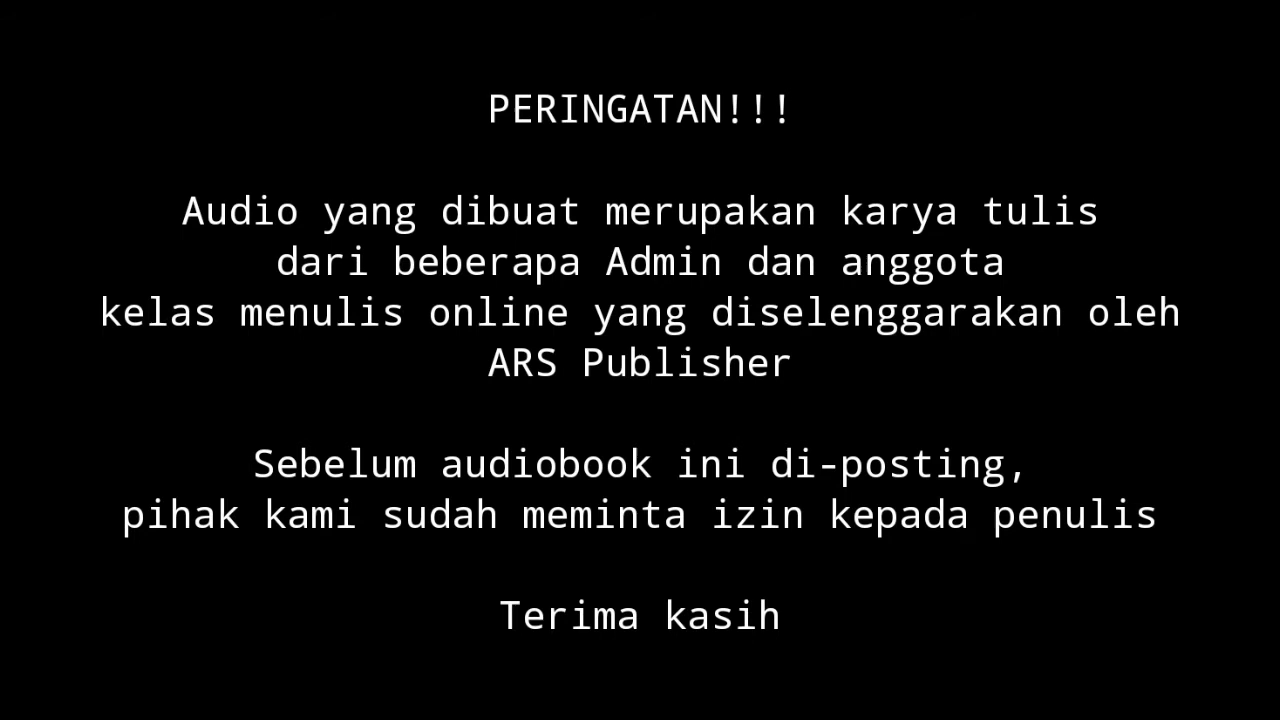 PERINGATAN!!!
Audio yang dibuat merupakan karya tulis
dari beberapa Admin dan anggota
kelas menulis online yang diselenggarakan oleh
ARS Publisher
Sebelum audiobook ini di-posting,
pihak kami sudah meminta izin kepada penulis
Terima kasih